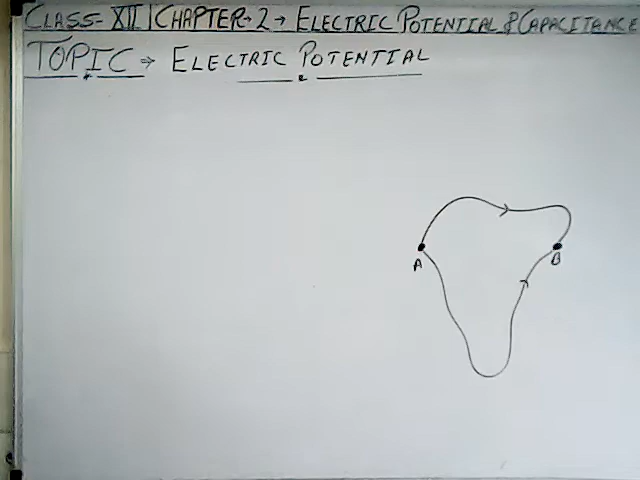 CLASS-XII | CHAPTER-2 → ELECTRIC POTENTIAL & CAPACITANCE
TOPIC → ELECTRIC POTENTIAL
A
B